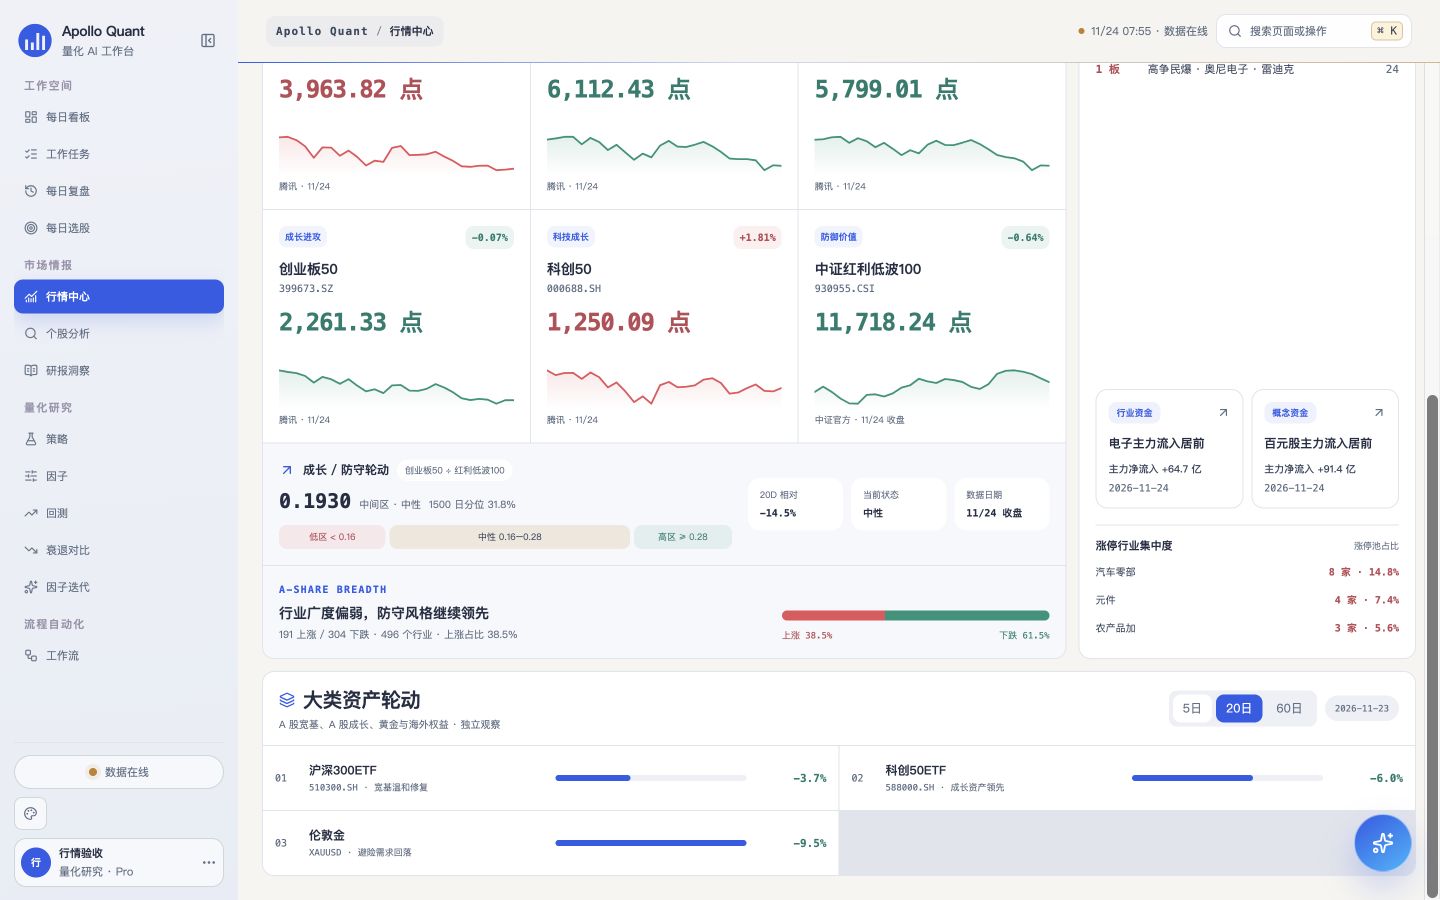 Apollo Quant
量化 AI 工作台
工作空间
每日看板
工作任务
每日复盘
每日选股
市场情报
行情中心
个股分析
研报洞察
量化研究
策略
因子
回测
衰退对比
因子迭代
流程自动化
工作流
数据在线
行
行情验收
量化研究 · Pro
Apollo Quant / 行情中心
11/24 07:55 · 数据在线
搜索页面或操作
⌘ K
3,963.82 点
腾讯 · 11/24
6,112.43 点
腾讯 · 11/24
5,799.01 点
腾讯 · 11/24
成长进攻
-0.07%
创业板50
399673.SZ
2,261.33 点
腾讯 · 11/24
科技成长
+1.81%
科创50
000688.SH
1,250.09 点
腾讯 · 11/24
防御价值
-0.64%
中证红利低波100
930955.CSI
11,718.24 点
中证官方 · 11/24 收盘
成长 / 防守轮动
创业板50 ÷ 红利低波100
0.1930 中间区 · 中性 1500 日分位 31.8%
低区 < 0.16
中性 0.16—0.28
高区 ≥ 0.28
20D 相对
-14.5%
当前状态
中性
数据日期
11/24 收盘
A-SHARE BREADTH
行业广度偏弱，防守风格继续领先
191 上涨 / 304 下跌 · 496 个行业 · 上涨占比 38.5%
上涨 38.5%
下跌 61.5%
1 板 高争民爆 · 奥尼电子 · 雷迪克 24
行业资金
电子主力流入居前
主力净流入 +64.7 亿
2026-11-24
概念资金
百元股主力流入居前
主力净流入 +91.4 亿
2026-11-24
涨停行业集中度 涨停池占比
汽车零部 8 家 · 14.8%
元件 4 家 · 7.4%
农产品加 3 家 · 5.6%
大类资产轮动
A 股宽基、A 股成长、黄金与海外权益 · 独立观察
5日
20日
60日
2026-11-23
01
沪深300ETF
510300.SH · 宽基温和修复
-3.7%
02
科创50ETF
588000.SH · 成长资产领先
-6.0%
03
伦敦金
XAUUSD · 避险需求回落
-9.5%